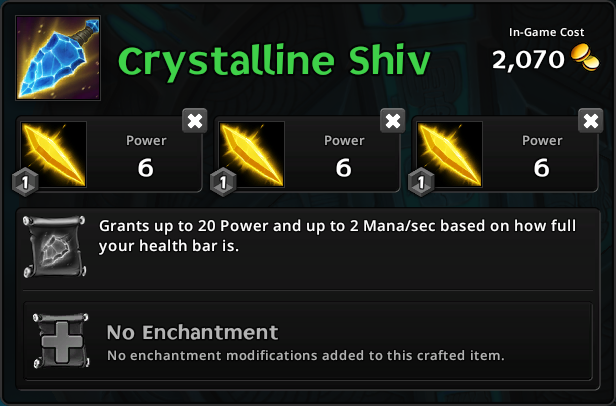 Crystalline Shiv
In-Game Cost
2,070
Power
6
1
Power
6
1
Power
6
1
Grants up to 20 Power and up to 2 Mana/sec based on how full
your health bar is.
No Enchantment
No enchantment modifications added to this crafted item.